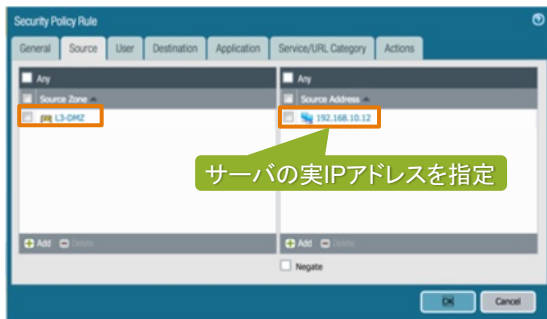 Security Policy Rule
General Source User Destination Application Service/URL Category Actions
Any
Source Zone
L3-DMZ
Any
Source Address
192.168.10.12
サーバの実IPアドレスを指定
Add Delete
Add Delete
Negate
OK Cancel